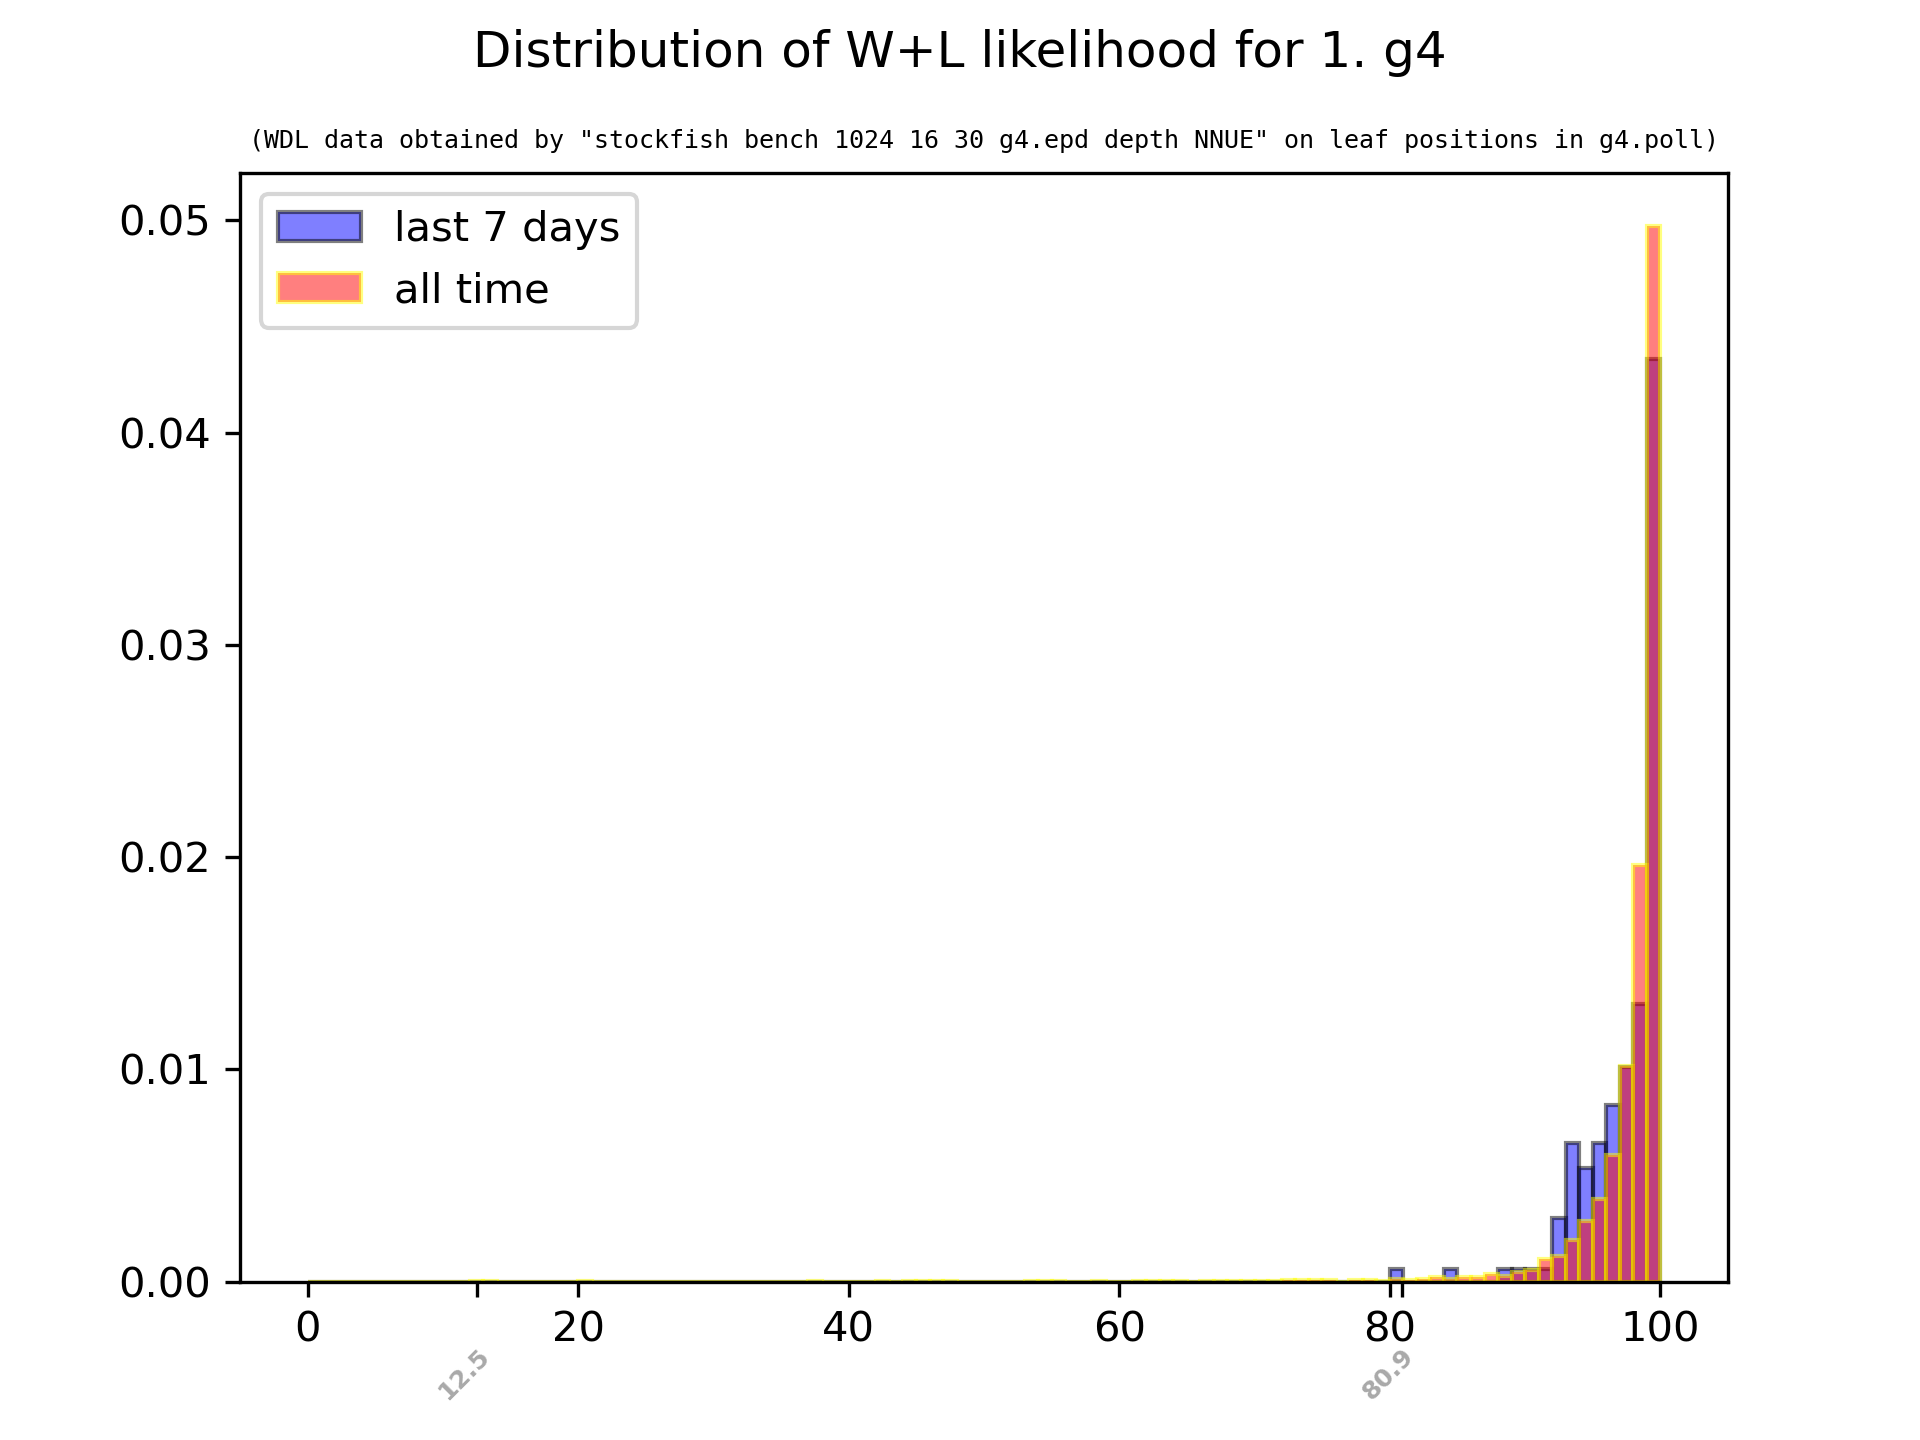 Distribution of W+L likelihood for 1. g4
(WDL data obtained by "stockfish bench 1024 16 30 g4.epd depth NNUE" on leaf positions in g4.poll)
last 7 days
all time
0.05
0.04
0.03
0.02
0.01
0.00
0 20 40 60 80 100
12.5 80.9